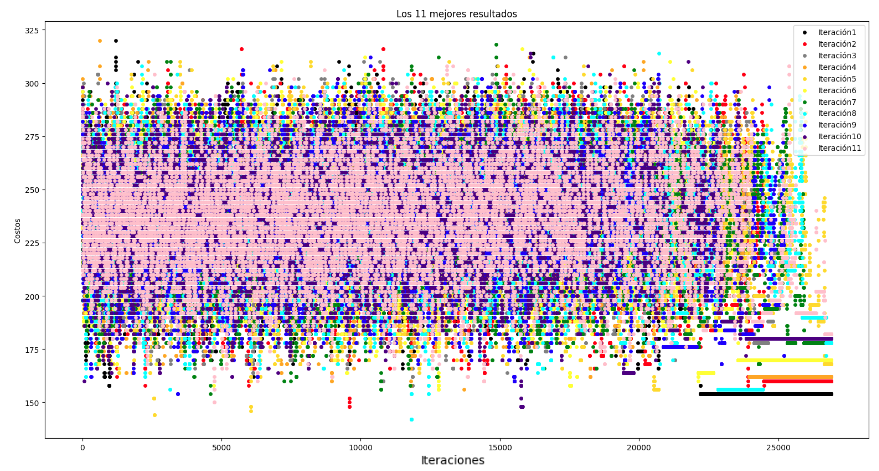 Los 11 mejores resultados
325
300
275
250
225
200
175
150
Costos
0
5000
10000
15000
20000
25000
Iteraciones
Iteración1
Iteración2
Iteración3
Iteración4
Iteración5
Iteración6
Iteración7
Iteración8
Iteración9
Iteración10
Iteración11